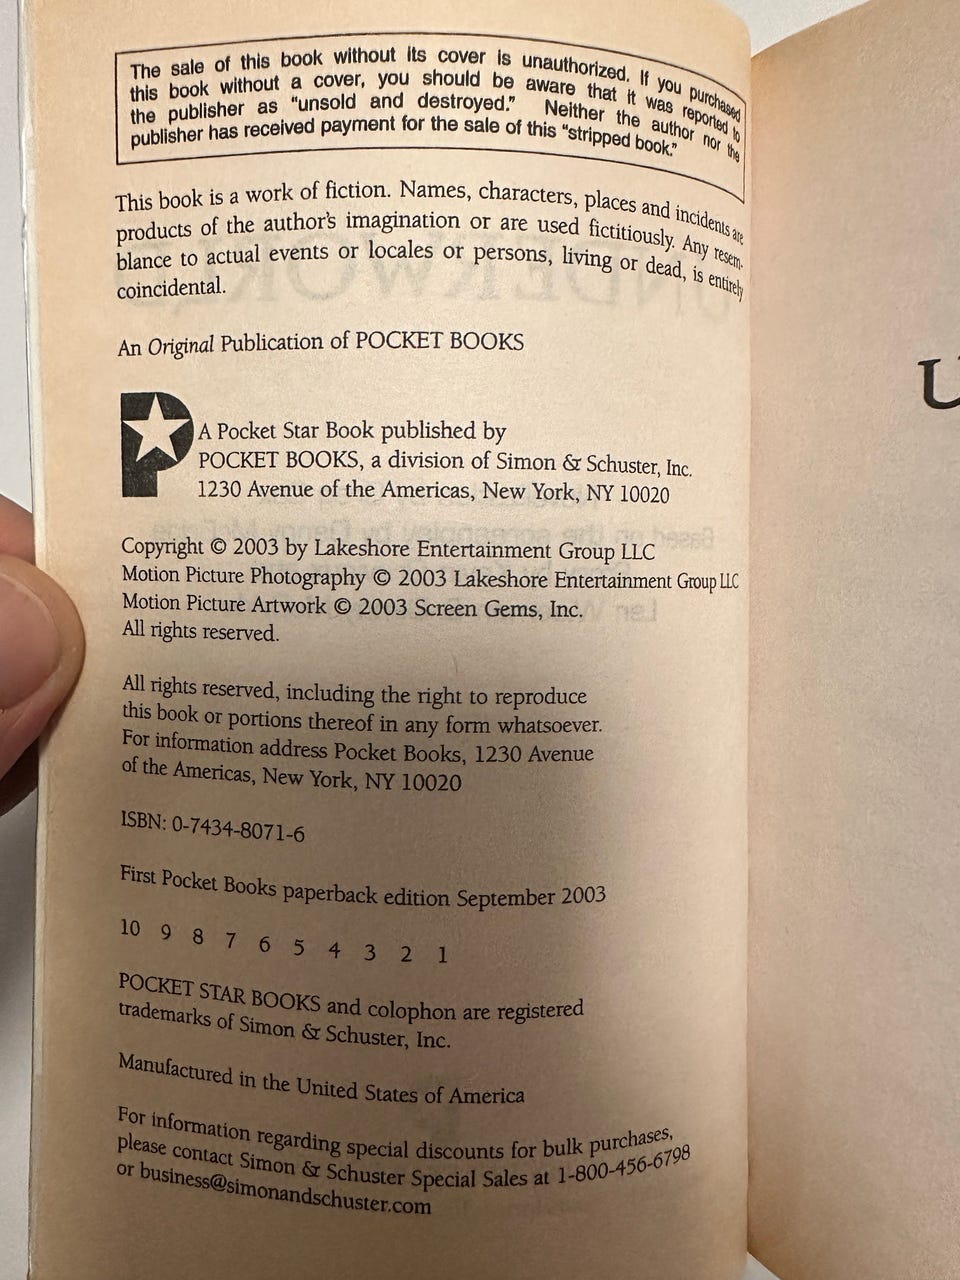 The sale of this book without its cover is unauthorized. If you purchased
this book without a cover, you should be aware that it was reported to
the publisher as "unsold and destroyed." Neither the author nor the
publisher has received payment for the sale of this "stripped book."
This book is a work of fiction. Names, characters, places and incidents are
products of the author's imagination or are used fictitiously. Any resem-
blance to actual events or locales or persons, living or dead, is entirely
coincidental.
An Original Publication of POCKET BOOKS
P
A Pocket Star Book published by
POCKET BOOKS, a division of Simon & Schuster, Inc.
1230 Avenue of the Americas, New York, NY 10020
Copyright © 2003 by Lakeshore Entertainment Group LLC
Motion Picture Photography © 2003 Lakeshore Entertainment Group LLC
Motion Picture Artwork © 2003 Screen Gems, Inc.
All rights reserved.
All rights reserved, including the right to reproduce
this book or portions thereof in any form whatsoever.
For information address Pocket Books, 1230 Avenue
of the Americas, New York, NY 10020
ISBN: 0-7434-8071-6
First Pocket Books paperback edition September 2003
10 9 8 7 6 5 4 3 2 1
POCKET STAR BOOKS and colophon are registered
trademarks of Simon & Schuster, Inc.
Manufactured in the United States of America
For information regarding special discounts for bulk purchases,
please contact Simon & Schuster Special Sales at 1-800-456-6798
or business@simonandschuster.com
U